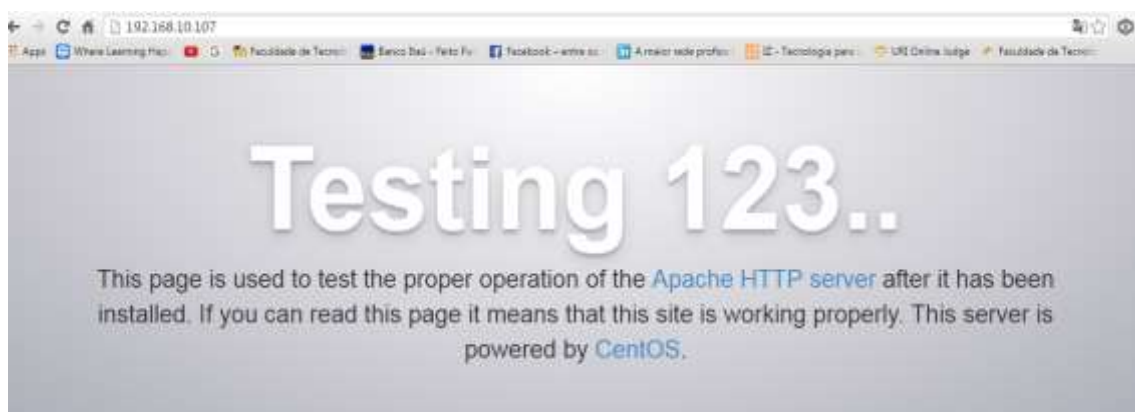 192.168.10.107
Apps Where Learning Hap G Faculdade de Tecno Banco Itaú - Feito Pa Facebook - entre ou A maior rede profiss - Tecnologia para URI Online Judge Faculdade de Tecno
Testing 123..
This page is used to test the proper operation of the Apache HTTP server after it has been
installed. If you can read this page it means that this site is working properly. This server is
powered by CentOS.